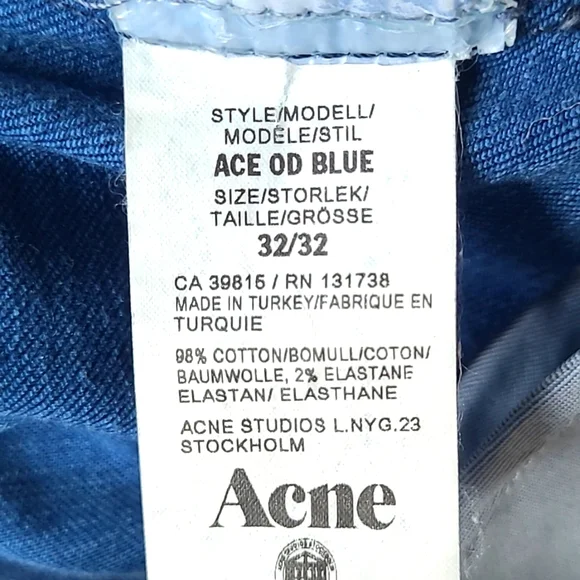 STYLE/MODELL/
MODÈLE/STIL
ACE OD BLUE
SIZE/STORLEK/
TAILLE/GRÖSSE
32/32
CA 39815 / RN 131738
MADE IN TURKEY/FABRIQUE EN
TURQUIE
98% COTTON/BOMULL/COTON/
BAUMWOLLE, 2% ELASTANE
ELASTAN/ ELASTHANE
ACNE STUDIOS L.NYG.23
STOCKHOLM
Acne